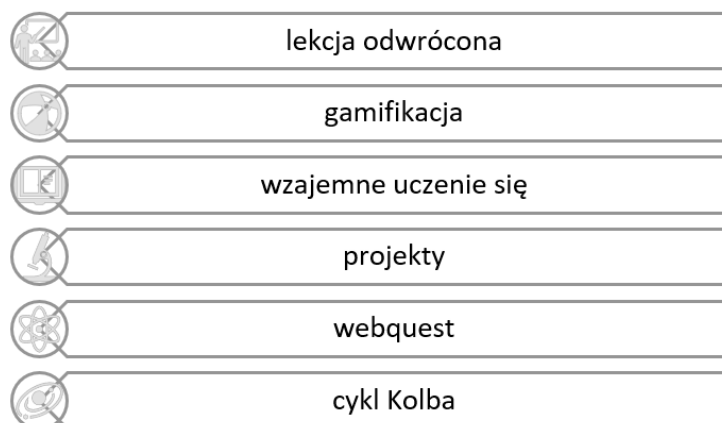 lekcja odwrócona
gamifikacja
wzajemne uczenie się
projekty
webquest
cykl Kolba